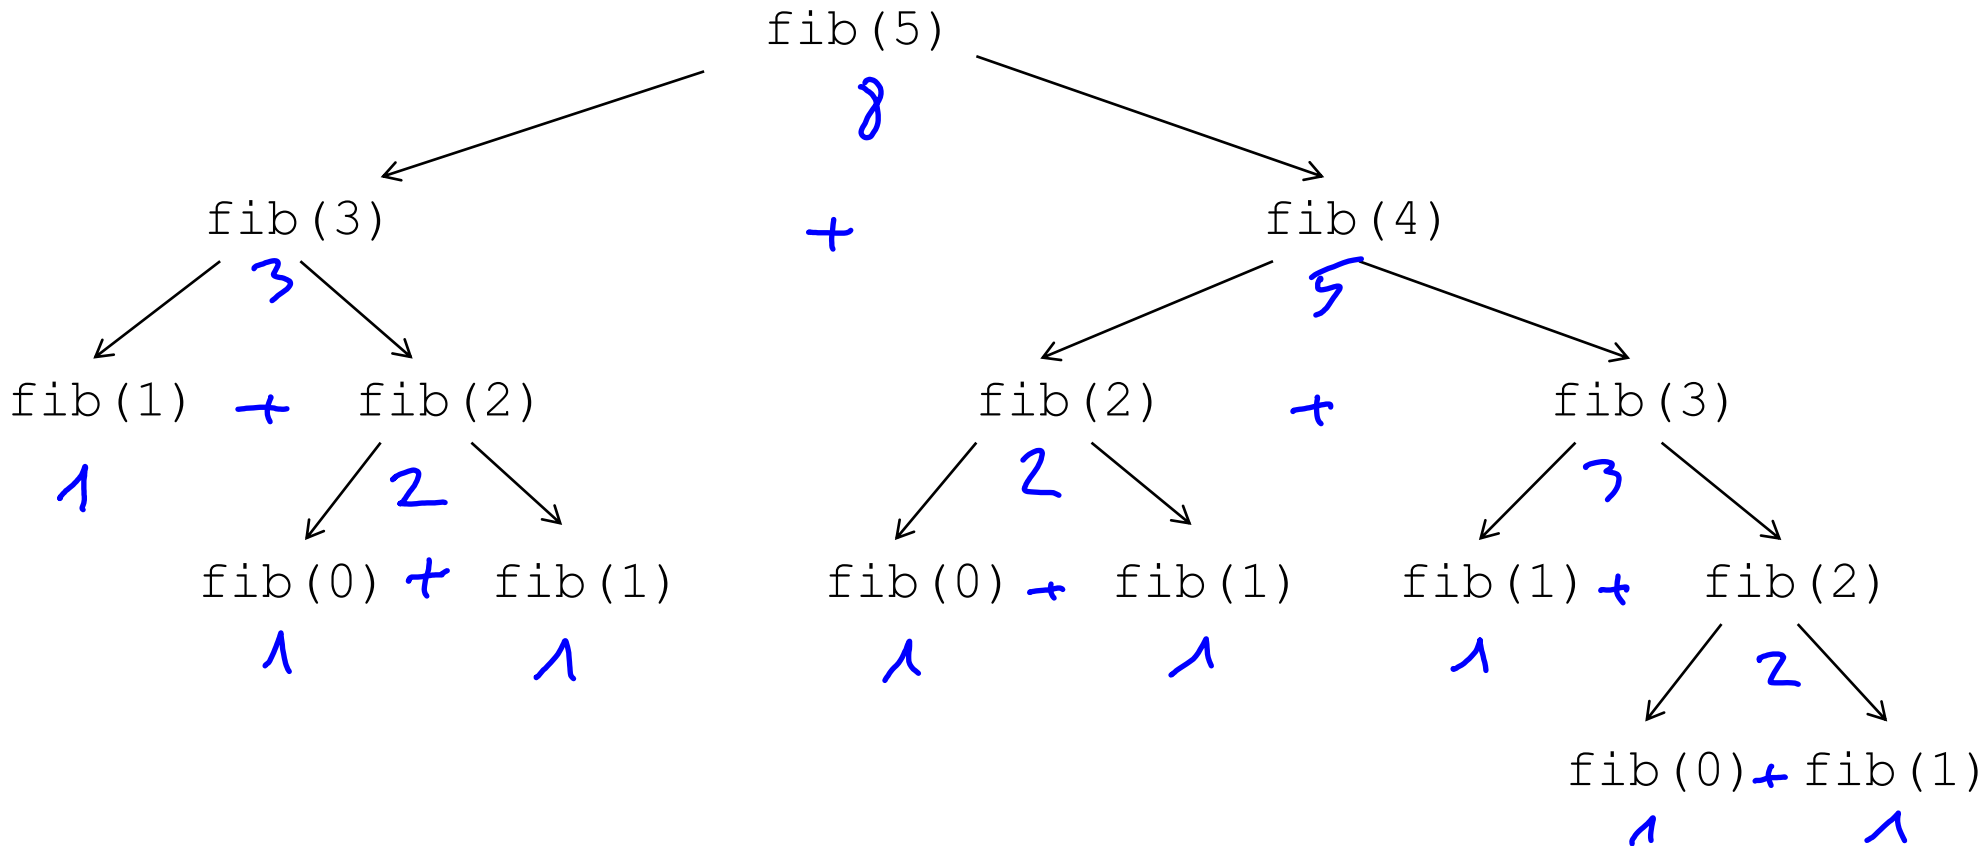 fib(5)
8
fib(3) + fib(4)
3 5
fib(1) + fib(2) fib(2) + fib(3)
1 2 2 3
fib(0) + fib(1) fib(0) + fib(1) fib(1) + fib(2)
1 1 1 1 1 2
fib(0) + fib(1)
1 1